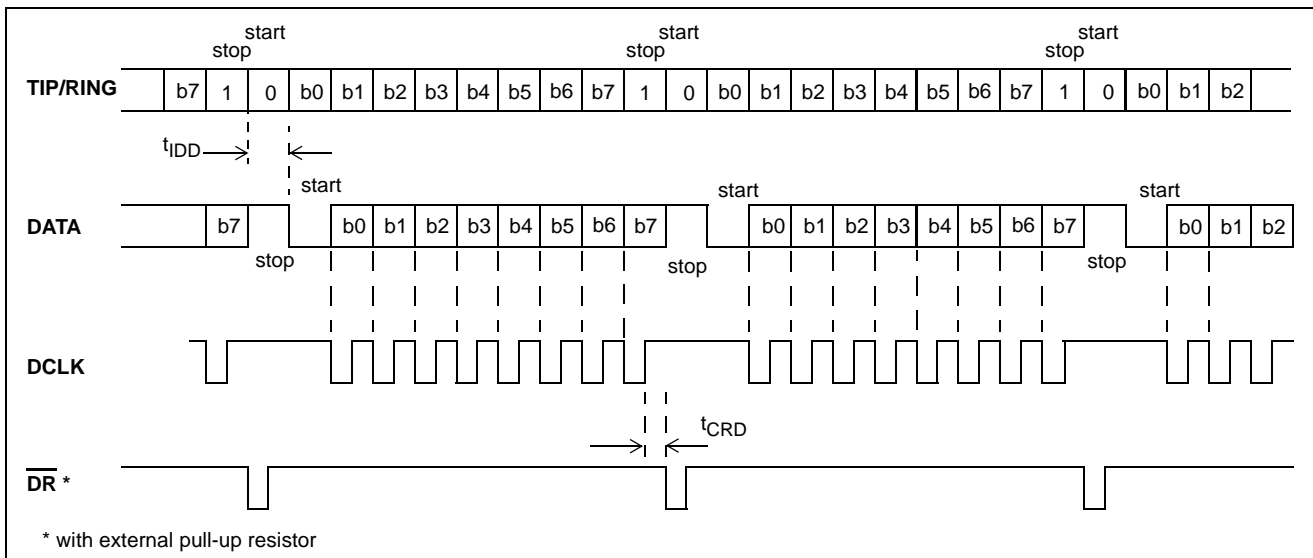 start start start
stop stop stop
TIP/RING b7 1 0 b0 b1 b2 b3 b4 b5 b6 b7 1 0 b0 b1 b2 b3 b4 b5 b6 b7 1 0 b0 b1 b2
tIDD
start start start
DATA b7 b0 b1 b2 b3 b4 b5 b6 b7 b0 b1 b2 b3 b4 b5 b6 b7 b0 b1 b2
stop stop stop
DCLK
tCRD
DR *
* with external pull-up resistor